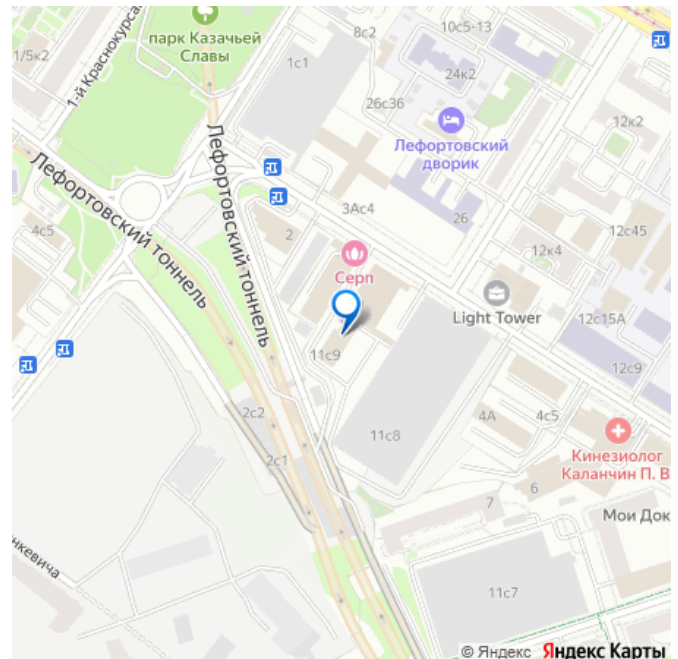 парк Казачьей
Славы
8с2
10с5-13
1/5к2
1-й Краснокурса
1с1
24к2
26с36
12к2
Лефортовский
дворик
Лефортовский тоннель
Лефортовский тоннель
3Ас4
26
4с5
2
12с45
12к4
Серп
Light Tower
12с15А
11с9
12с9
2с2
4А
4с5
11с8
2с1
Кинезиолог
Каланчин П. В
7
6
Мои Док
нкевича
11с7
© Яндекс Яндекс Карты